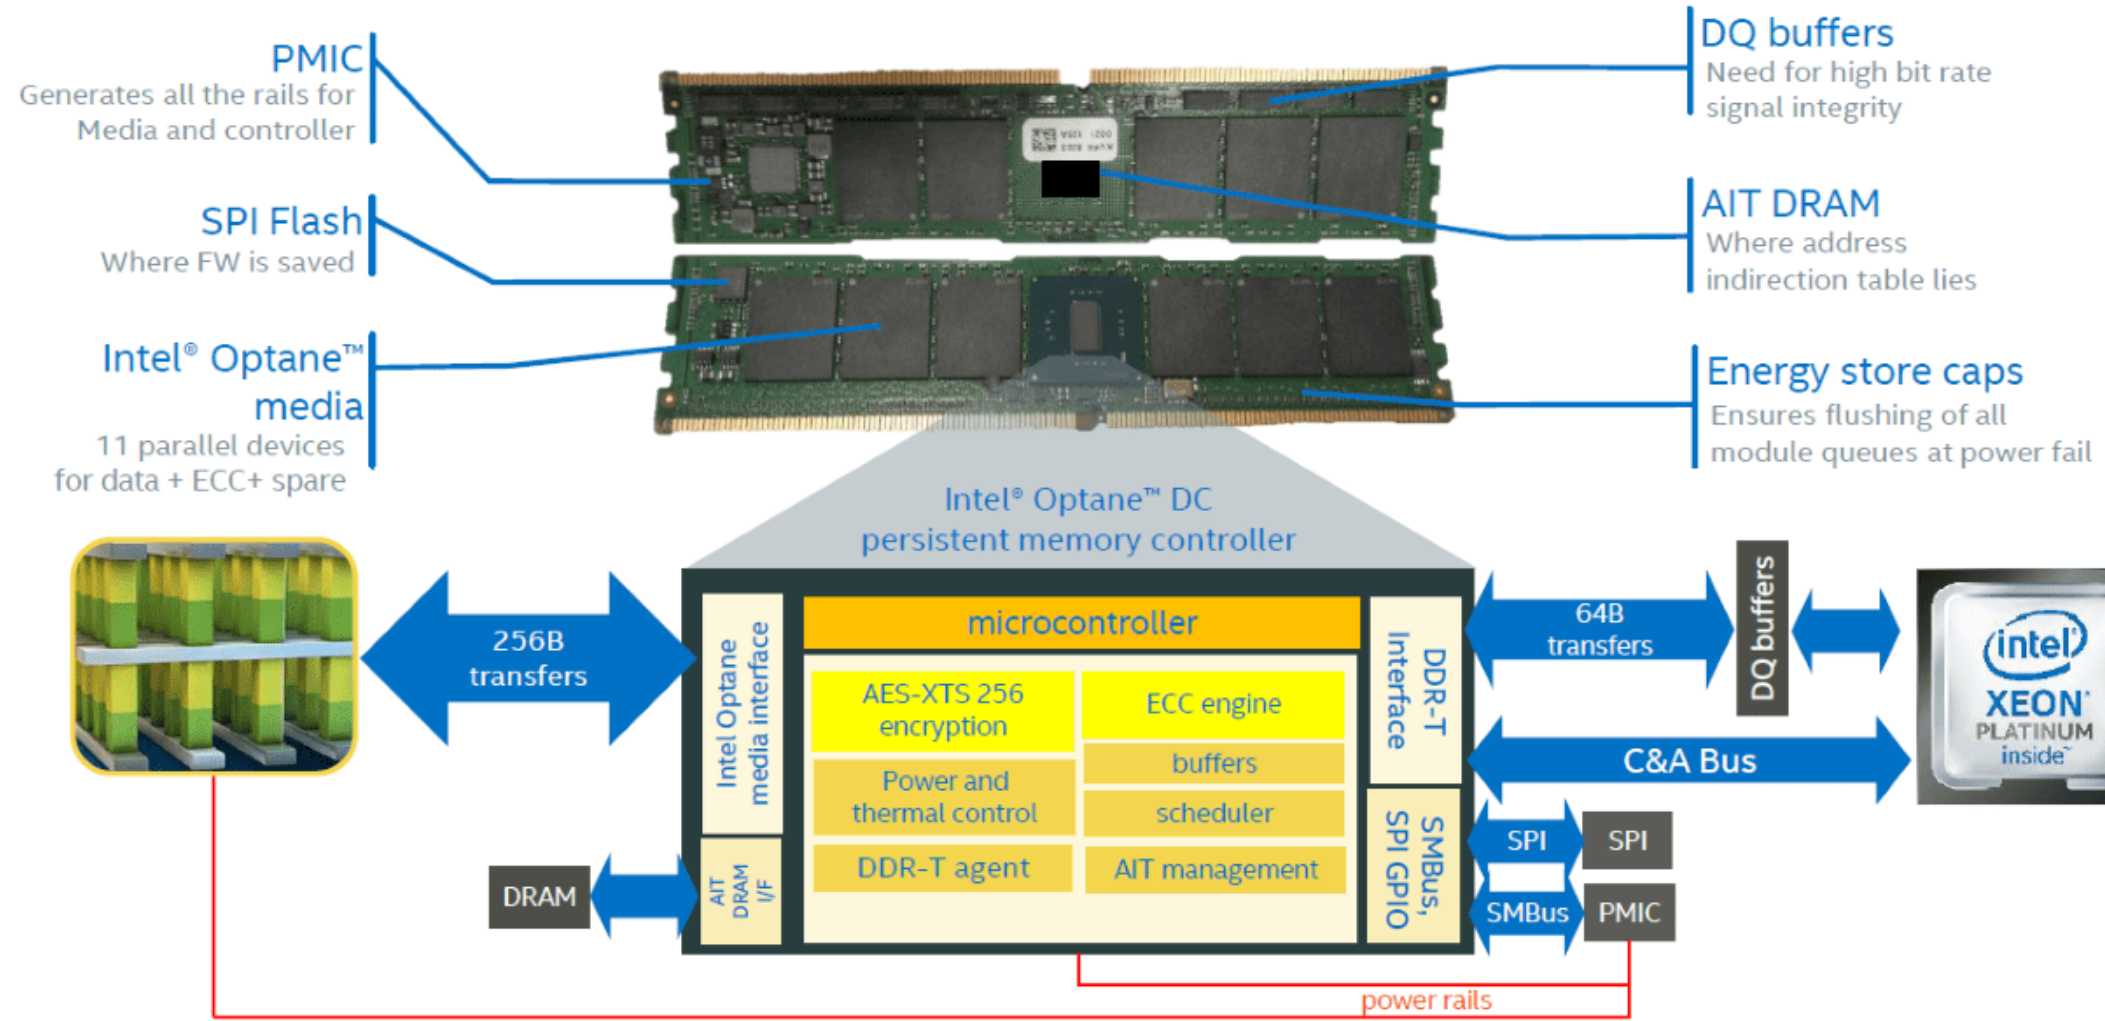 PMIC
Generates all the rails for
Media and controller
SPI Flash
Where FW is saved
Intel® Optane™
media
11 parallel devices
for data + ECC+ spare
DQ buffers
Need for high bit rate
signal integrity
AIT DRAM
Where address
indirection table lies
Energy store caps
Ensures flushing of all
module queues at power fail
Intel® Optane™ DC
persistent memory controller
256B
transfers
Intel Optane
media interface
microcontroller
AES-XTS 256
encryption
ECC engine
buffers
Power and
thermal control
scheduler
DDR-T agent
AIT management
DDR-T
Interface
64B
transfers
DQ buffers
intel
XEON®
PLATINUM
inside™
C&A Bus
DRAM
AIT
DRAM
I/F
SMBus,
SPI GPIO
SPI
SPI
SMBus
PMIC
power rails